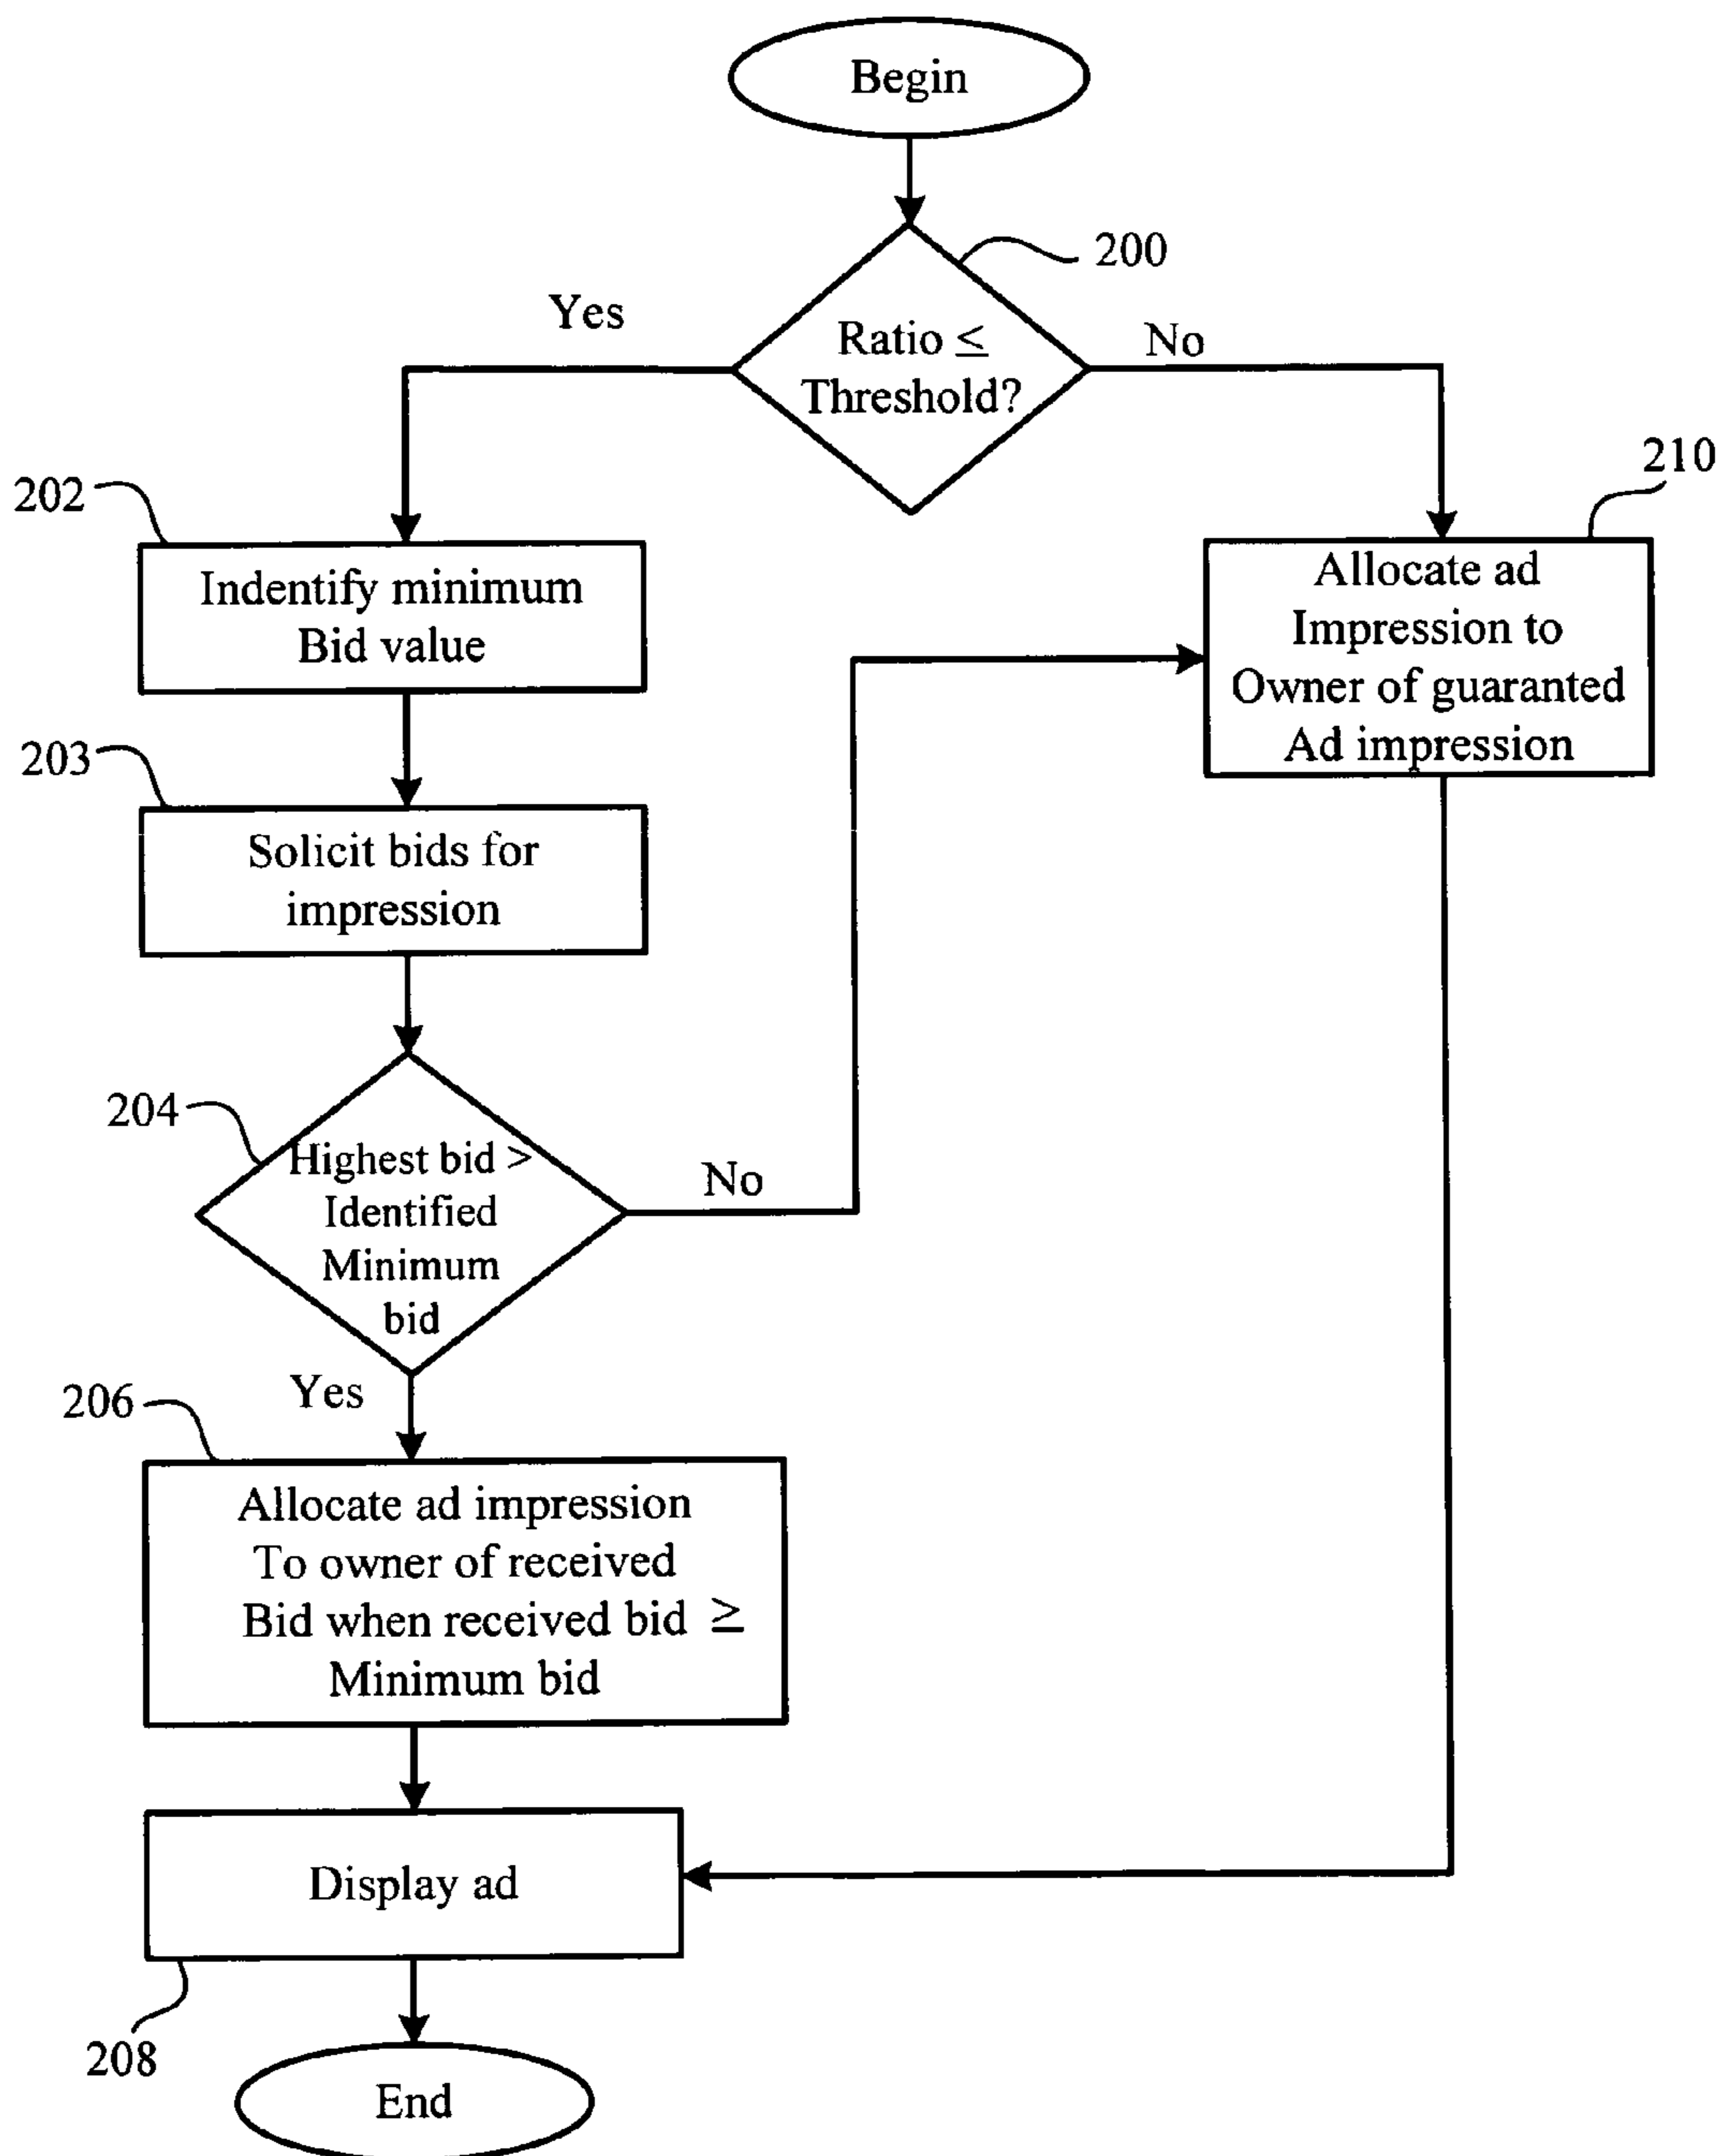 Begin
200
Yes
Ratio ≤
No
Threshold?
210
202
Indentify minimum
Bid value
Allocate ad
Impression to
Owner of guaranted
Ad impression
203
Solicit bids for
impression
204
Highest bid >
Identified
Minimum
bid
No
Yes
206
Allocate ad impression
To owner of received
Bid when received bid ≥
Minimum bid
Display ad
208
End